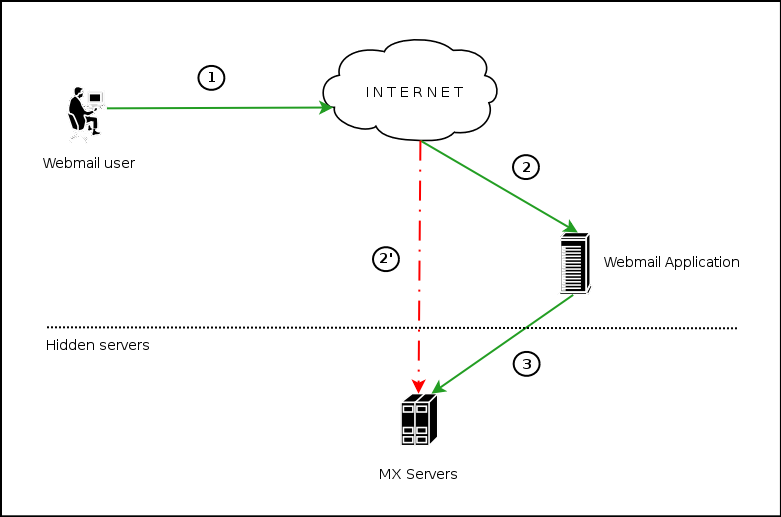 1
INTERNET
Webmail user
2
2'
Webmail Application
Hidden servers
3
MX Servers